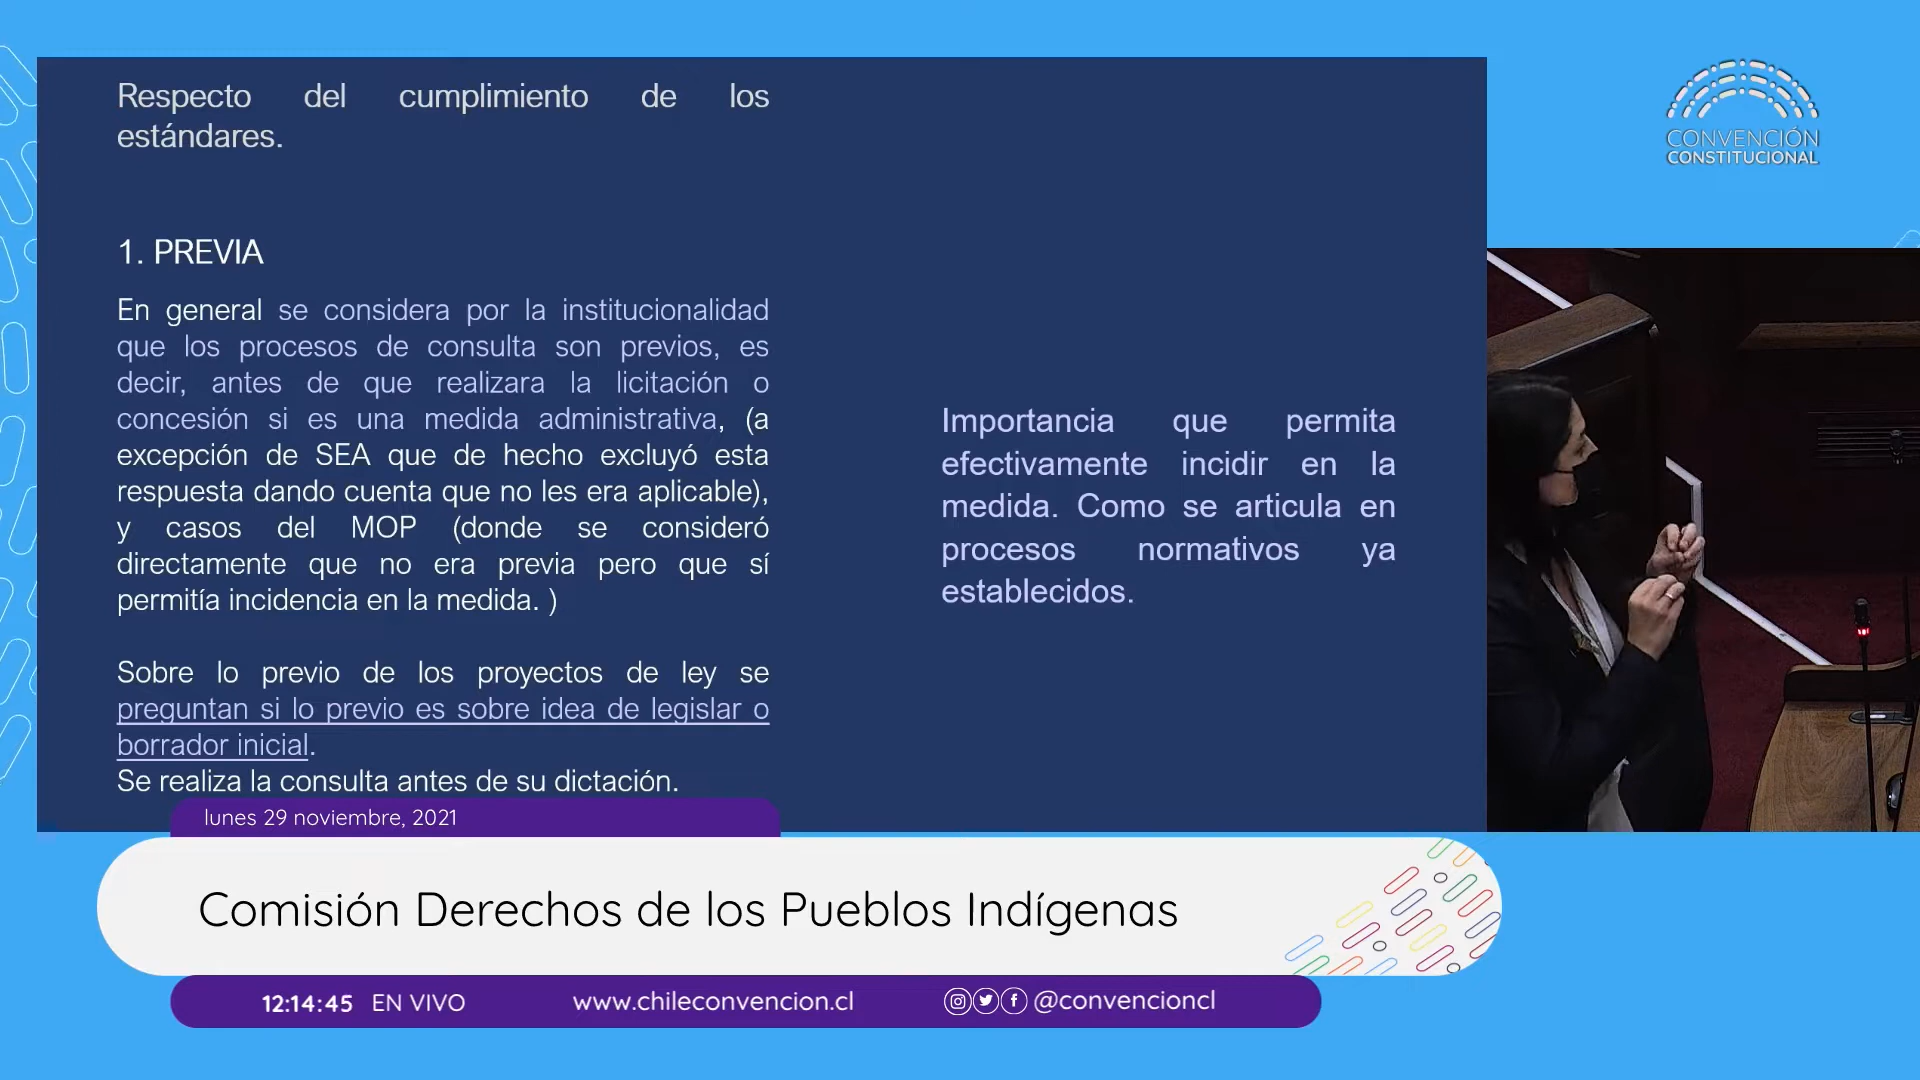 Respecto del cumplimiento de los
estándares.
1. PREVIA
En general se considera por la institucionalidad
que los procesos de consulta son previos, es
decir, antes de que realizara la licitación o
concesión si es una medida administrativa, (a
excepción de SEA que de hecho excluyó esta
respuesta dando cuenta que no les era aplicable),
y casos del MOP (donde se consideró
directamente que no era previa pero que sí
permitía incidencia en la medida. )
Sobre lo previo de los proyectos de ley se
preguntan si lo previo es sobre idea de legislar o
borrador inicial.
Se realiza la consulta antes de su dictación.
Importancia que permita
efectivamente incidir en la
medida. Como se articula en
procesos normativos ya
establecidos.
CONVENCIÓN
CONSTITUCIONAL
lunes 29 noviembre, 2021
Comisión Derechos de los Pueblos Indígenas
12:14:45 EN VIVO www.chileconvencion.cl @convencioncl